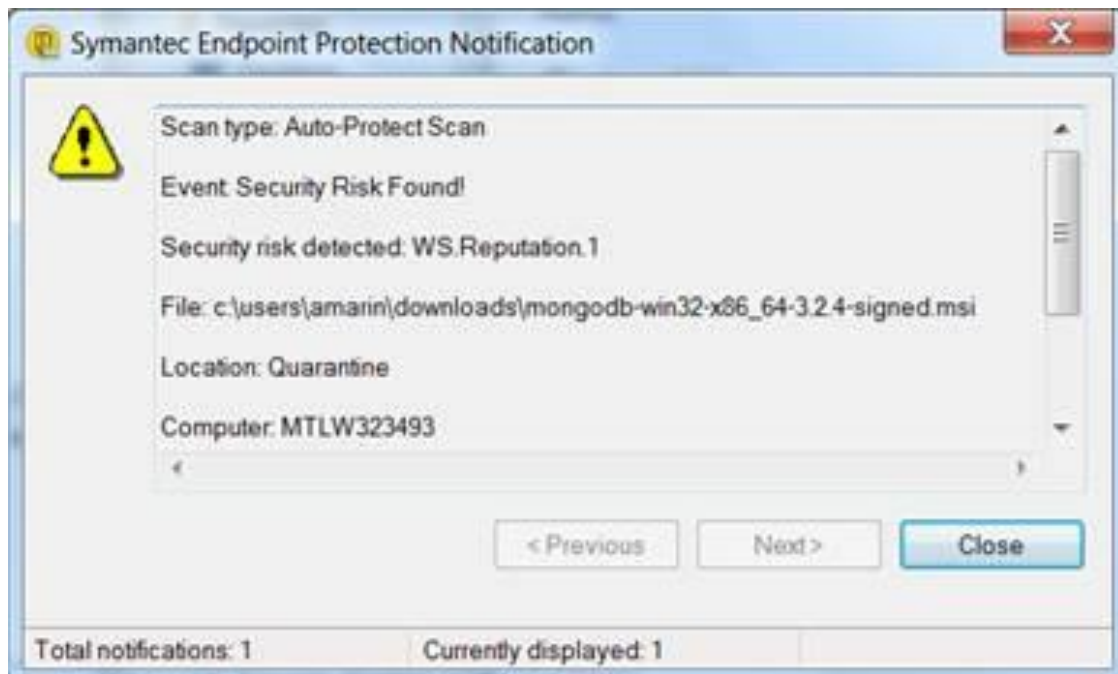 Symantec Endpoint Protection Notification
Scan type: Auto-Protect Scan
Event: Security Risk Found!
Security risk detected: WS.Reputation.1
File: c:\users\amarin\downloads\mongodb-win32-x86_64-3.2.4-signed.msi
Location: Quarantine
Computer: MTLW323493
< Previous
Next >
Close
Total notifications: 1
Currently displayed: 1